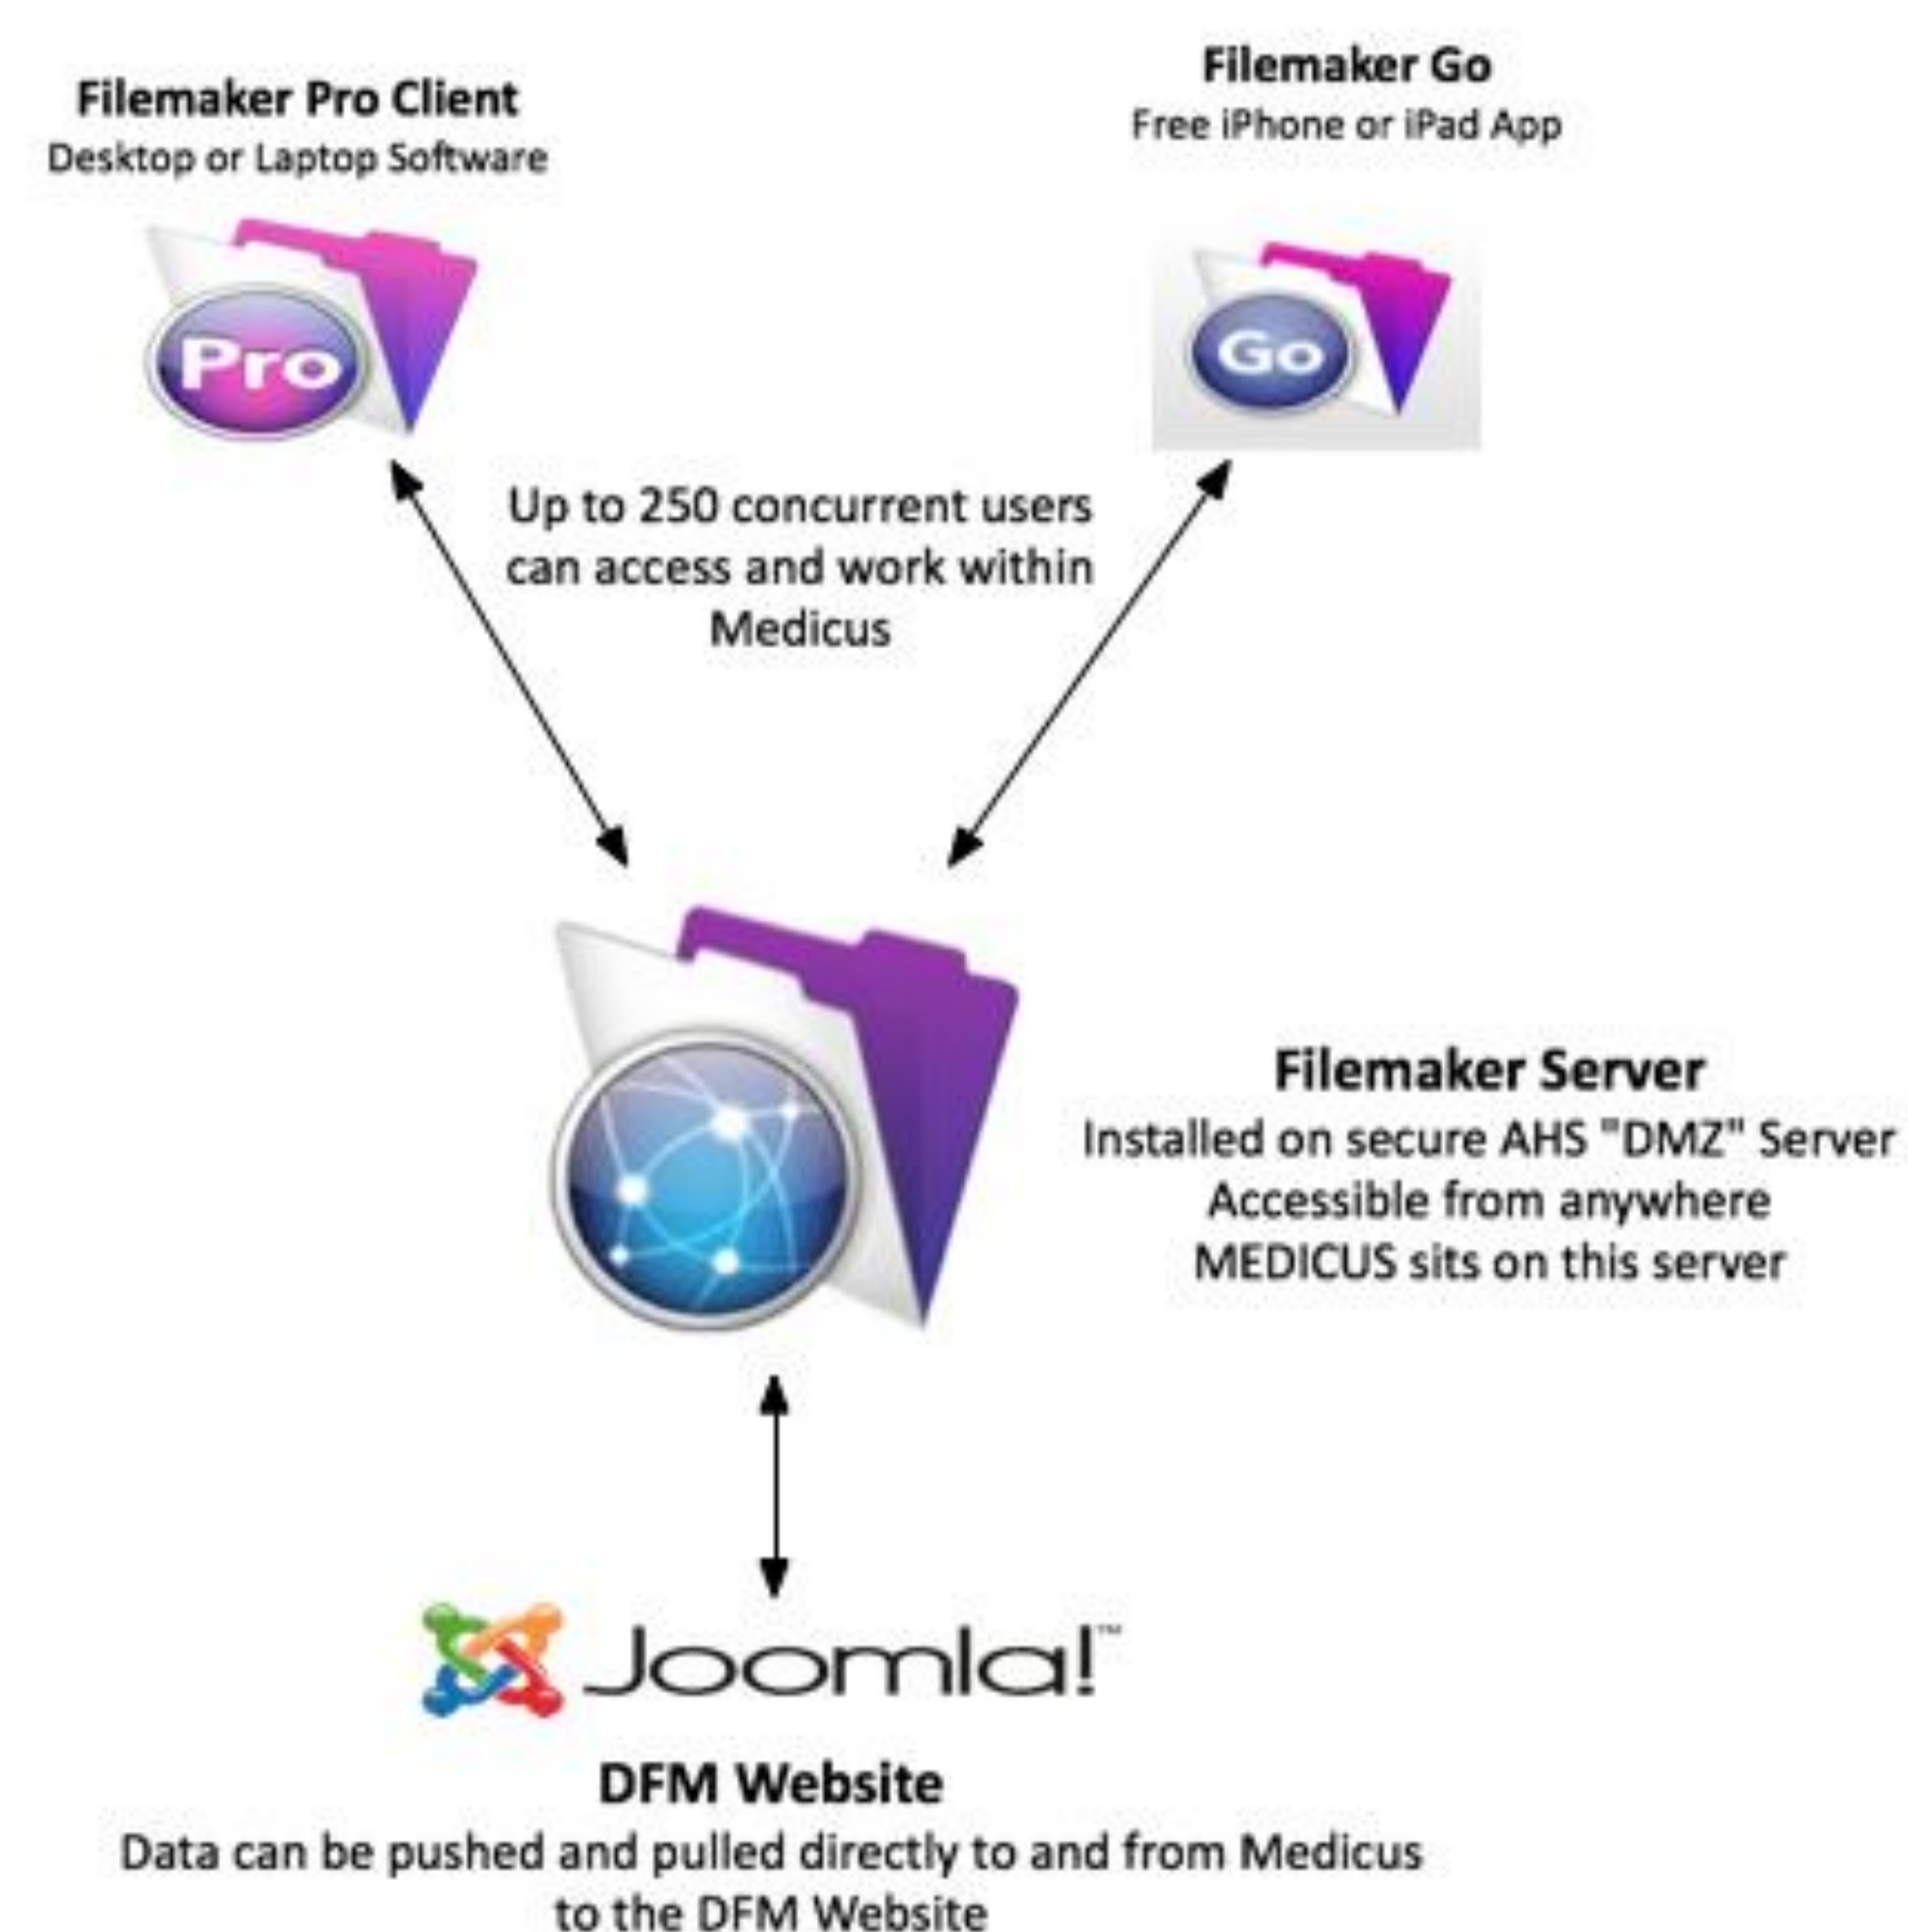 Filemaker Pro Client
Desktop or Laptop Software
Filemaker Go
Free iPhone or iPad App
Pro
Go
Up to 250 concurrent users
can access and work within
Medicus
Filemaker Server
Installed on secure AHS "DMZ" Server
Accessible from anywhere
MEDICUS sits on this server
Joomla!™
DFM Website
Data can be pushed and pulled directly to and from Medicus
to the DFM Website